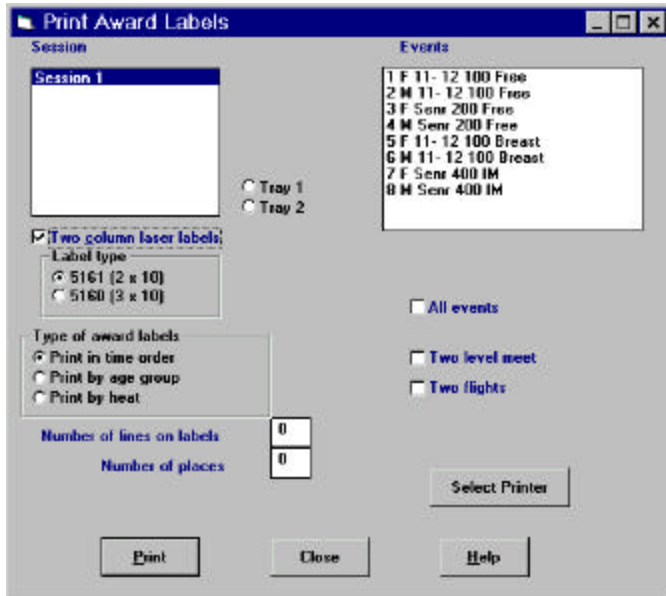 Print Award Labels
Session
Events
Session 1
1 F 11- 12 100 Free
2 M 11- 12 100 Free
3 F Senr 200 Free
4 M Senr 200 Free
5 F 11- 12 100 Breast
6 M 11- 12 100 Breast
7 F Senr 400 IM
8 M Senr 400 IM
Tray 1
Tray 2
Two column laser labels
Label type
5161 (2 x 10)
5160 (3 x 10)
All events
Type of award labels
Print in time order
Print by age group
Print by heat
Two level meet
Two flights
Number of lines on labels 0
Number of places 0
Select Printer
Print Close Help